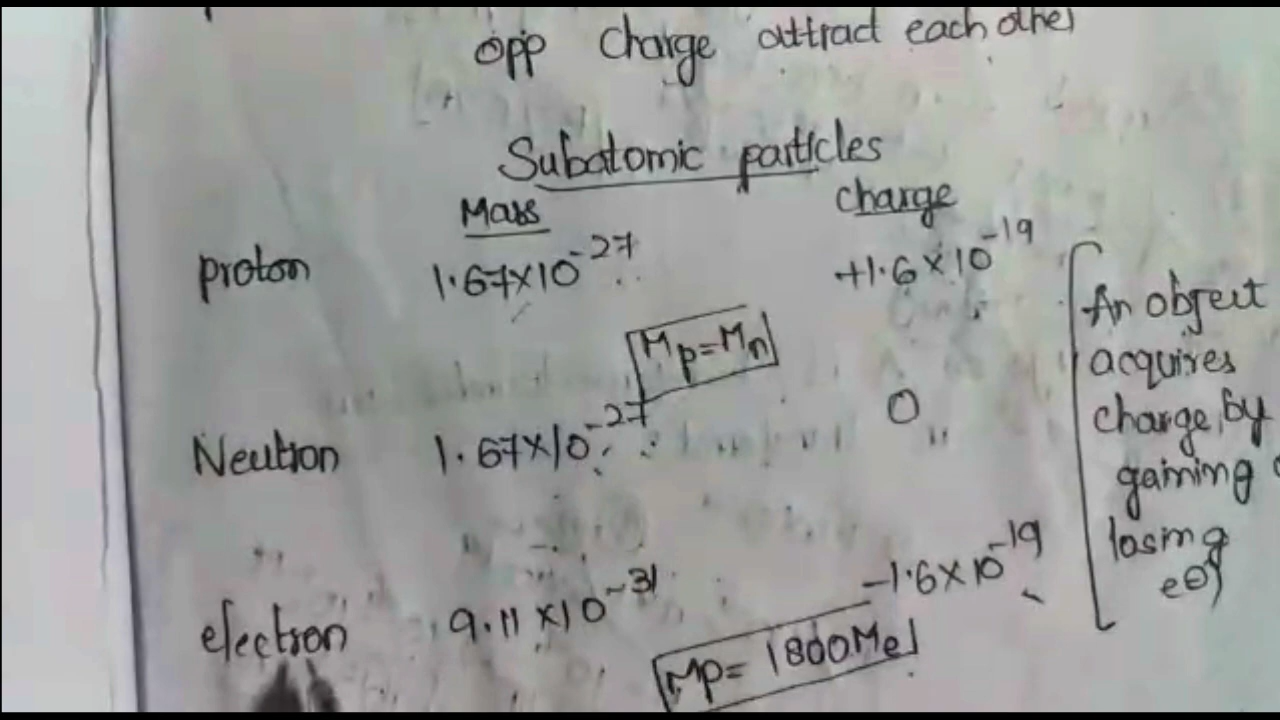 opp charge attract each other
Subatomic particles
Mass charge
proton 1.67×10⁻²⁷ +1.6×10⁻¹⁹
Mp=Mn
Neutron 1.67×10⁻²⁷ 0
electron 9.11×10⁻³¹ -1.6×10⁻¹⁹
Mp= 1800Me
An object
acquires
charge by
gaining
losing